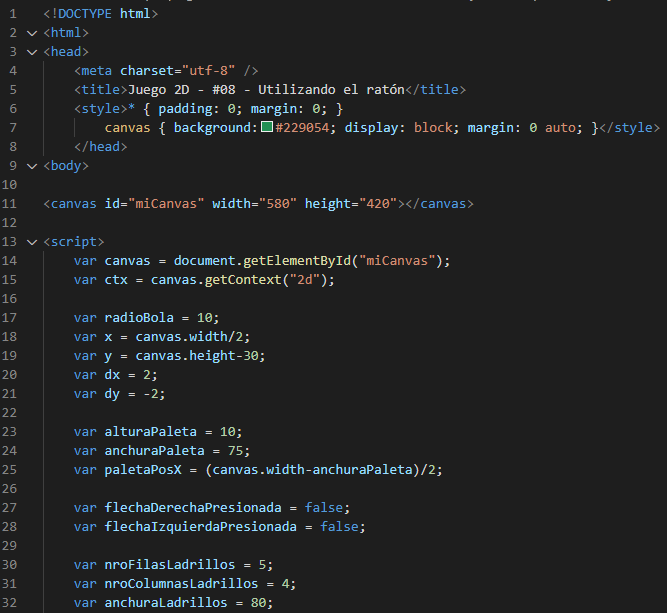 1 <!DOCTYPE html>
2 <html>
3 <head>
4 <meta charset="utf-8" />
5 <title>Juego 2D - #08 - Utilizando el ratón</title>
6 <style>* { padding: 0; margin: 0; }
7 canvas { background:#229054; display: block; margin: 0 auto; }</style>
8 </head>
9 <body>
10
11 <canvas id="miCanvas" width="580" height="420"></canvas>
12
13 <script>
14 var canvas = document.getElementById("miCanvas");
15 var ctx = canvas.getContext("2d");
16
17 var radioBola = 10;
18 var x = canvas.width/2;
19 var y = canvas.height-30;
20 var dx = 2;
21 var dy = -2;
22
23 var alturaPaleta = 10;
24 var anchuraPaleta = 75;
25 var paletaPosX = (canvas.width-anchuraPaleta)/2;
26
27 var flechaDerechaPresionada = false;
28 var flechaIzquierdaPresionada = false;
29
30 var nroFilasLadrillos = 5;
31 var nroColumnasLadrillos = 4;
32 var anchuraLadrillos = 80;